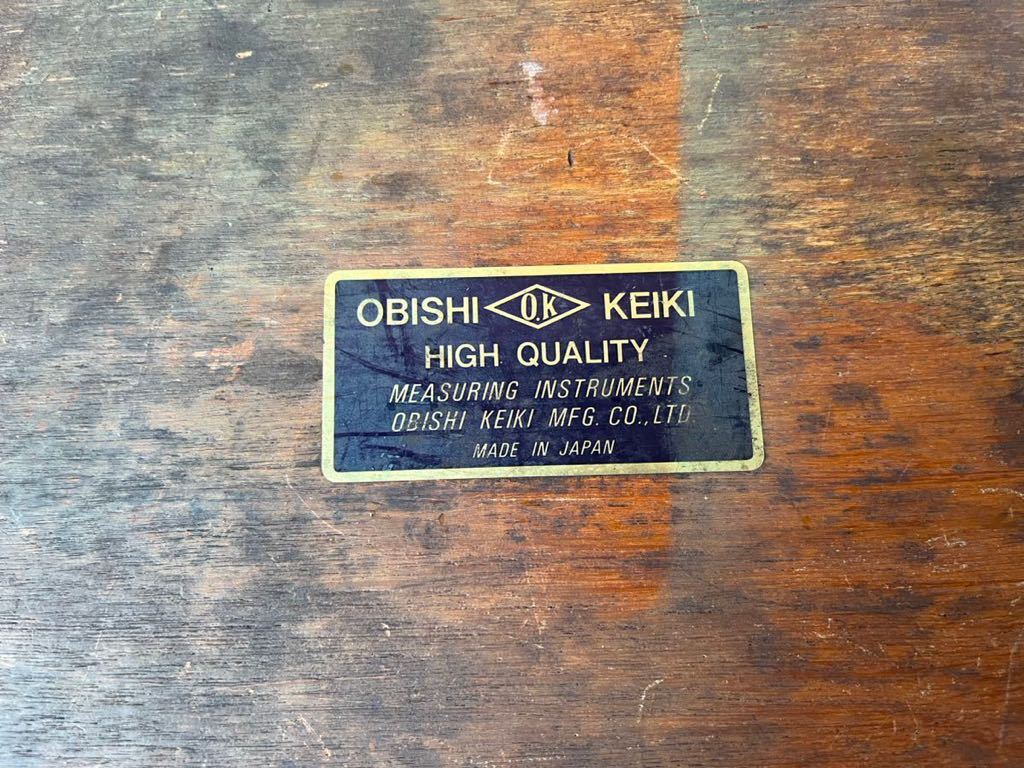 OBISHI O.K KEIKI
HIGH QUALITY
MEASURING INSTRUMENTS
OBISHI KEIKI MFG. CO., LTD.
MADE IN JAPAN